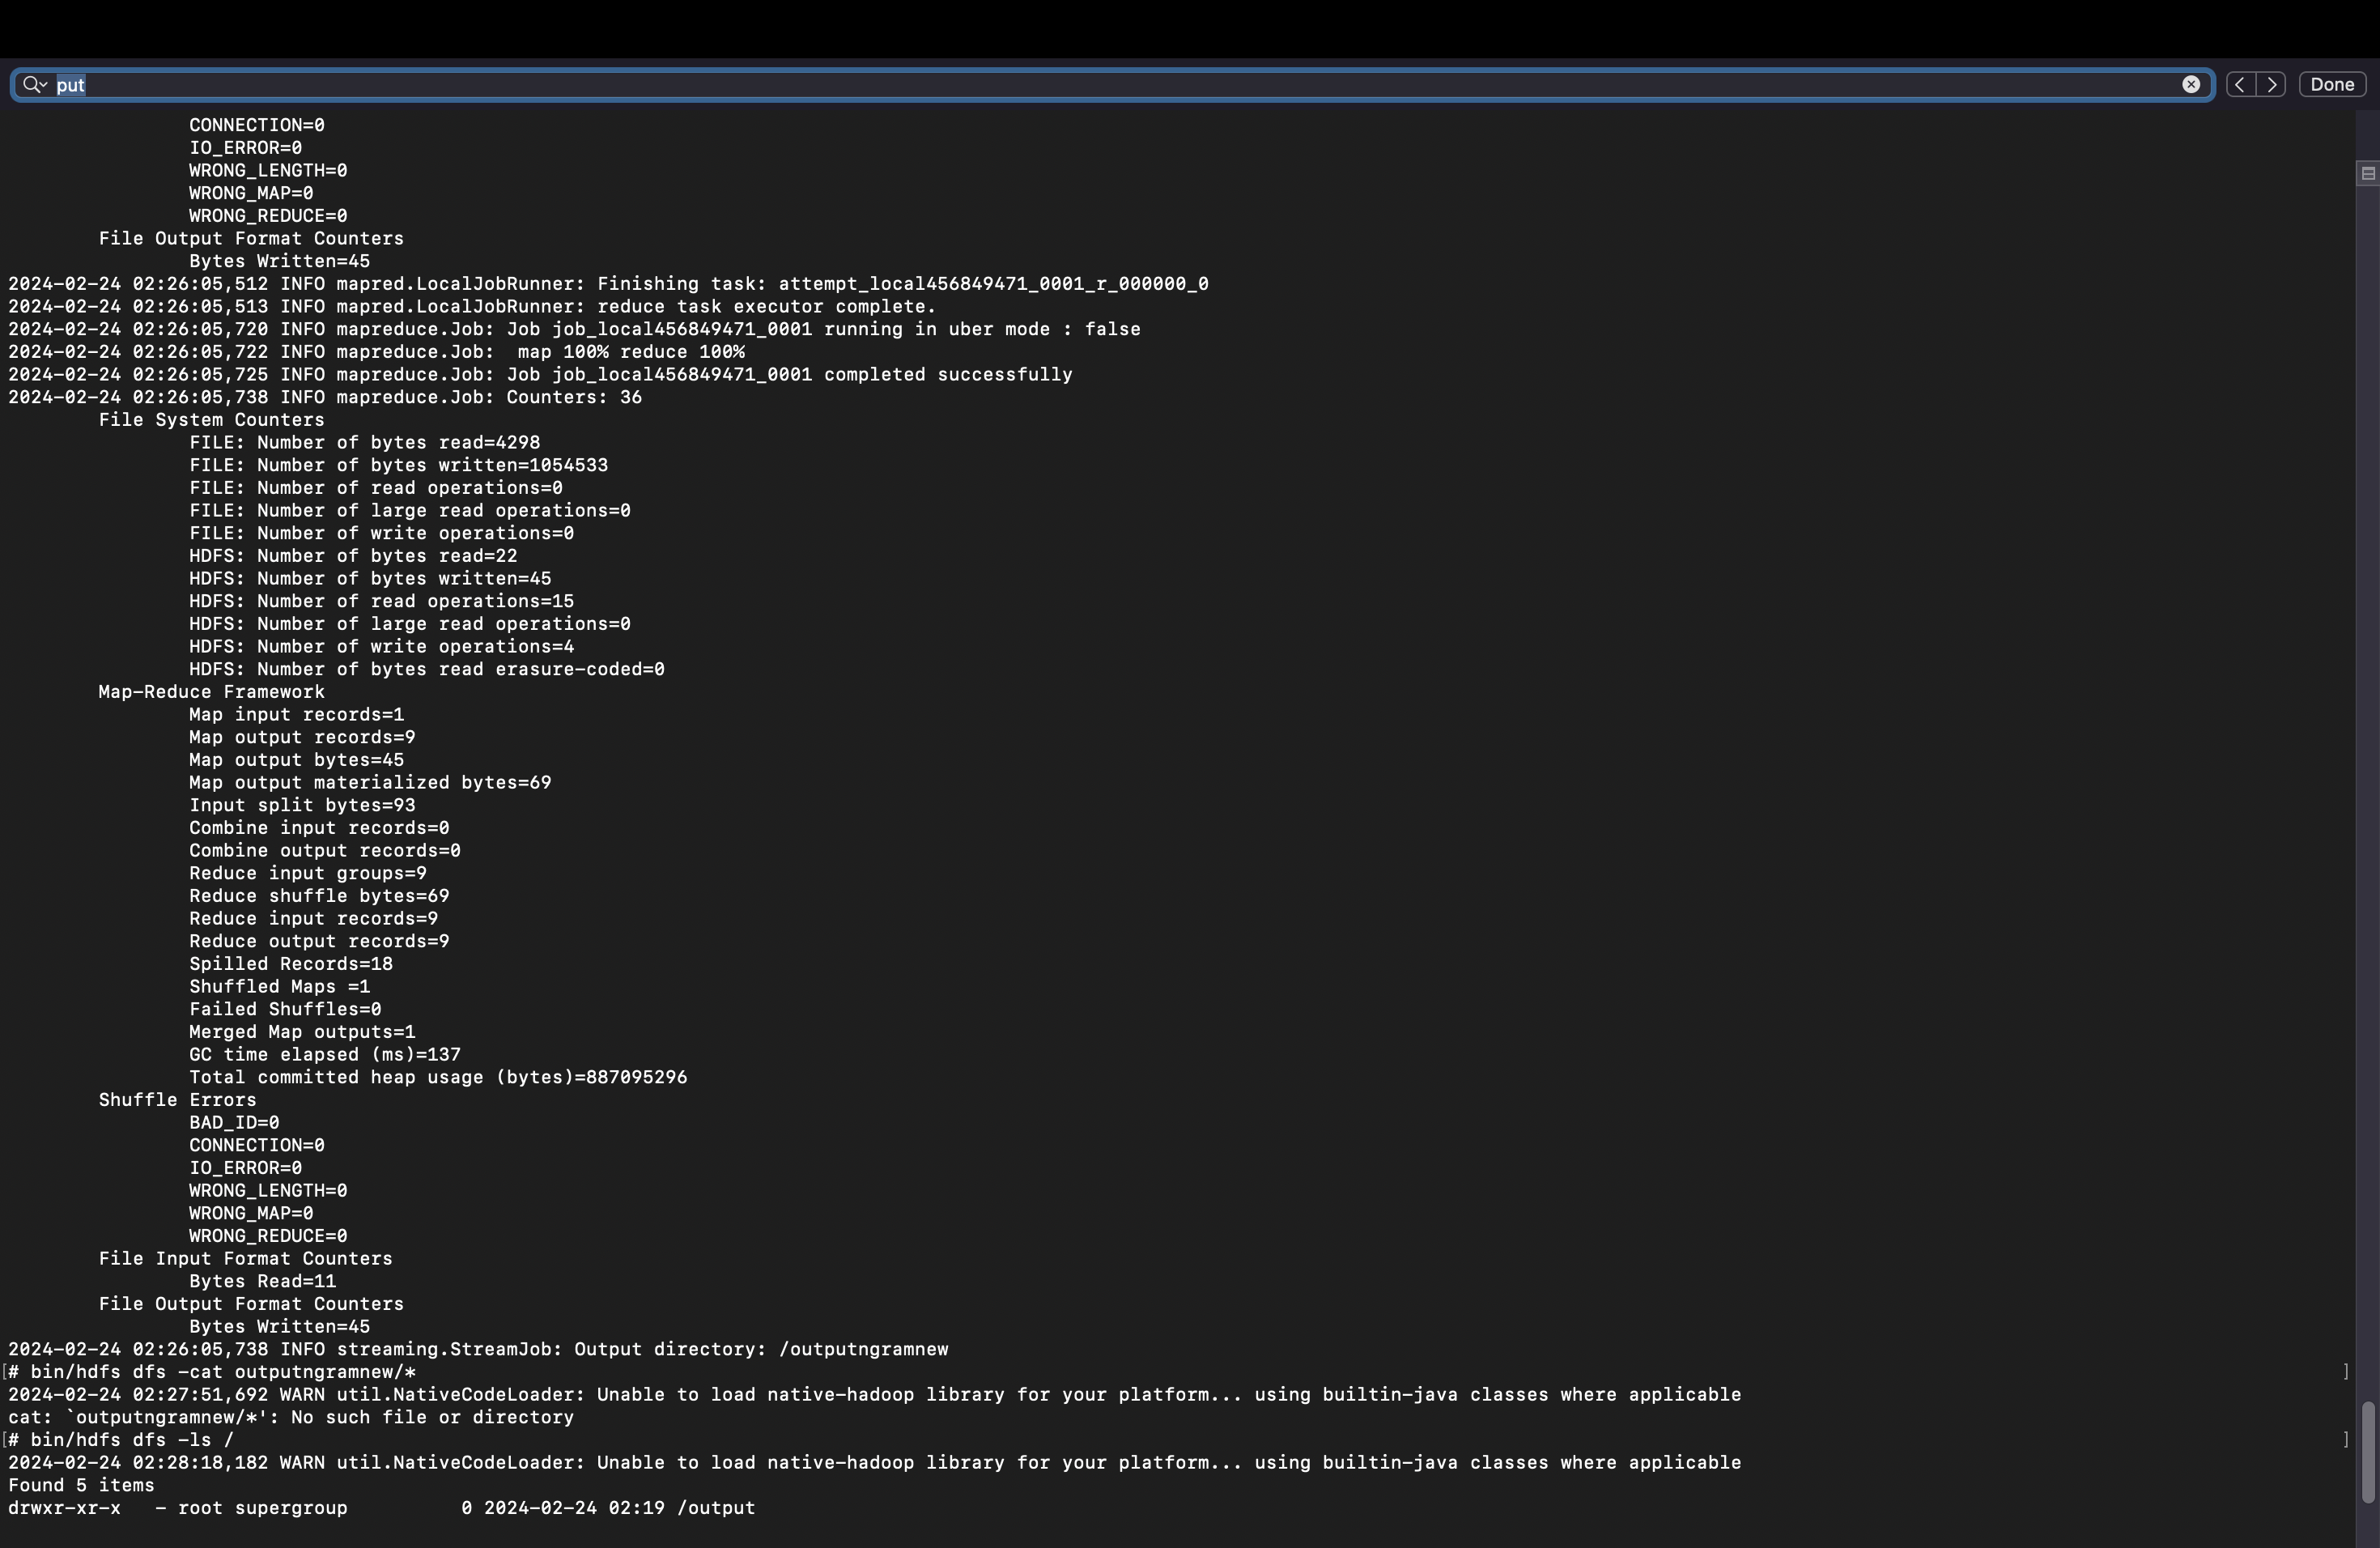 put
Done
CONNECTION=0
IO_ERROR=0
WRONG_LENGTH=0
WRONG_MAP=0
WRONG_REDUCE=0
File Output Format Counters
Bytes Written=45
2024-02-24 02:26:05,512 INFO mapred.LocalJobRunner: Finishing task: attempt_local456849471_0001_r_000000_0
2024-02-24 02:26:05,513 INFO mapred.LocalJobRunner: reduce task executor complete.
2024-02-24 02:26:05,720 INFO mapreduce.Job: Job job_local456849471_0001 running in uber mode : false
2024-02-24 02:26:05,722 INFO mapreduce.Job:  map 100% reduce 100%
2024-02-24 02:26:05,725 INFO mapreduce.Job: Job job_local456849471_0001 completed successfully
2024-02-24 02:26:05,738 INFO mapreduce.Job: Counters: 36
File System Counters
FILE: Number of bytes read=4298
FILE: Number of bytes written=1054533
FILE: Number of read operations=0
FILE: Number of large read operations=0
FILE: Number of write operations=0
HDFS: Number of bytes read=22
HDFS: Number of bytes written=45
HDFS: Number of read operations=15
HDFS: Number of large read operations=0
HDFS: Number of write operations=4
HDFS: Number of bytes read erasure-coded=0
Map-Reduce Framework
Map input records=1
Map output records=9
Map output bytes=45
Map output materialized bytes=69
Input split bytes=93
Combine input records=0
Combine output records=0
Reduce input groups=9
Reduce shuffle bytes=69
Reduce input records=9
Reduce output records=9
Spilled Records=18
Shuffled Maps =1
Failed Shuffles=0
Merged Map outputs=1
GC time elapsed (ms)=137
Total committed heap usage (bytes)=887095296
Shuffle Errors
BAD_ID=0
CONNECTION=0
IO_ERROR=0
WRONG_LENGTH=0
WRONG_MAP=0
WRONG_REDUCE=0
File Input Format Counters
Bytes Read=11
File Output Format Counters
Bytes Written=45
2024-02-24 02:26:05,738 INFO streaming.StreamJob: Output directory: /outputngramnew
[# bin/hdfs dfs -cat outputngramnew/* ]
2024-02-24 02:27:51,692 WARN util.NativeCodeLoader: Unable to load native-hadoop library for your platform... using builtin-java classes where applicable
cat: `outputngramnew/*': No such file or directory
[# bin/hdfs dfs -ls / ]
2024-02-24 02:28:18,182 WARN util.NativeCodeLoader: Unable to load native-hadoop library for your platform... using builtin-java classes where applicable
Found 5 items
drwxr-xr-x   - root supergroup          0 2024-02-24 02:19 /output